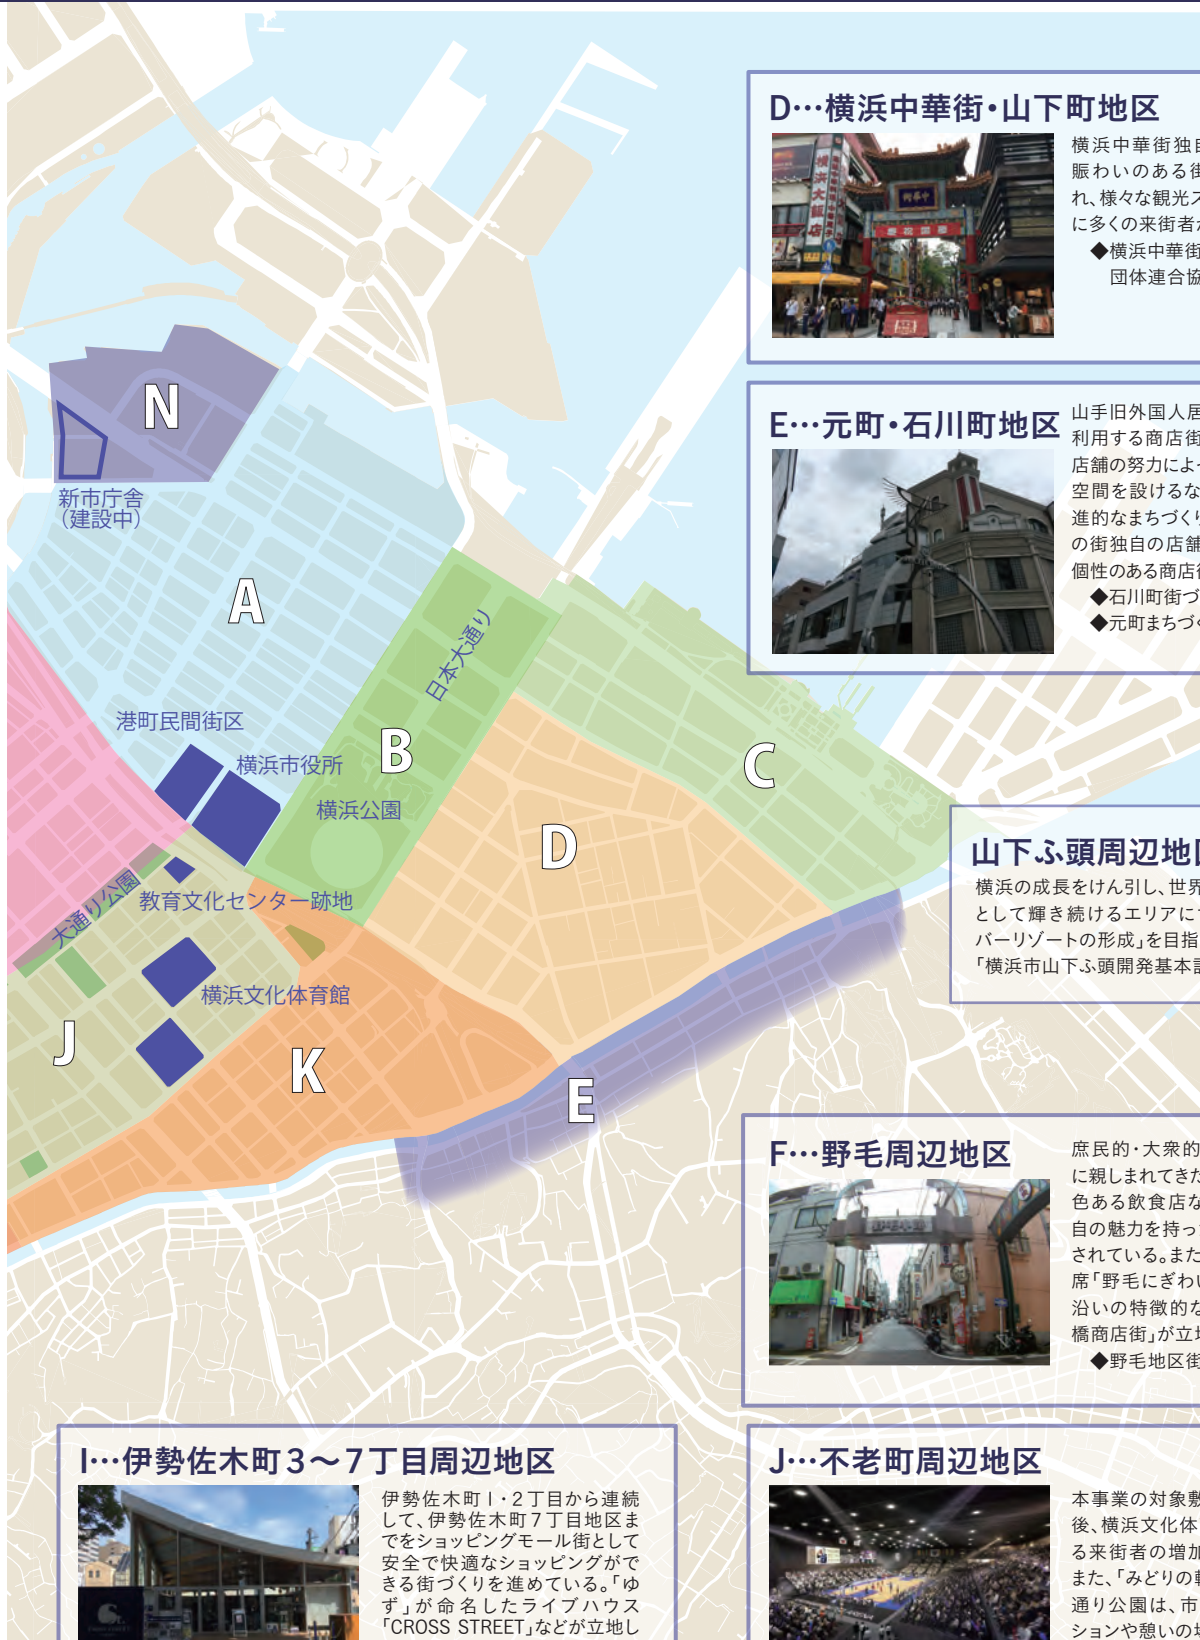 D…横浜中華街・山下町地区
横浜中華街独自
賑わいのある街
れ、様々な観光ス
に多くの来街者が
◆横浜中華街
団体連合協
横浜大飯店
中華街
E…元町・石川町地区
山手旧外国人居
利用する商店街
店舗の努力によっ
空間を設けるな
進的なまちづくり
の街独自の店舗
個性のある商店街
◆石川町街づ
◆元町まちづく
N
新市庁舎
（建設中）
A
日本大通り
港町民間街区
横浜市役所
B
横浜公園
C
D
大通り公園
教育文化センター跡地
横浜文化体育館
J
K
E
山下ふ頭周辺地区
横浜の成長をけん引し、世界
として輝き続けるエリアに
バーリゾートの形成」を目指
「横浜市山下ふ頭開発基本計
F…野毛周辺地区
庶民的・大衆的
に親しまれてきた
色ある飲食店な
自の魅力を持っ
されている。また
席「野毛にぎわい
沿いの特徴的な
橋商店街」が立地
◆野毛地区街
I…伊勢佐木町３～７丁目周辺地区
伊勢佐木町１・２丁目から連続
して、伊勢佐木町７丁目地区ま
でをショッピングモール街として
安全で快適なショッピングがで
きる街づくりを進めている。「ゆ
ず」が命名したライブハウス
「CROSS STREET」などが立地し
J…不老町周辺地区
本事業の対象敷
後、横浜文化体
る来街者の増加
また、「みどりの軸
通り公園は、市
ションや憩いの場